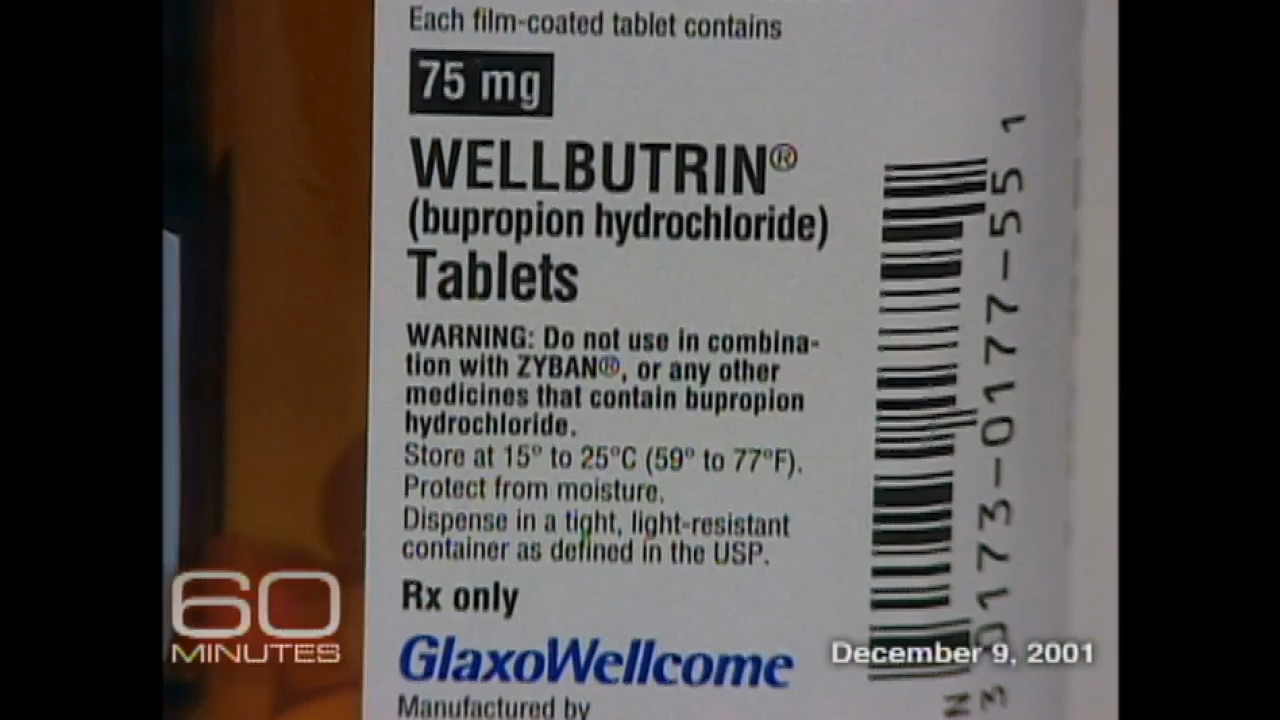 Each film-coated tablet contains
75 mg
WELLBUTRIN®
(bupropion hydrochloride)
Tablets
WARNING: Do not use in combina-
tion with ZYBAN®, or any other
medicines that contain bupropion
hydrochloride.
Store at 15° to 25°C (59° to 77°F).
Protect from moisture.
Dispense in a tight, light-resistant
container as defined in the USP.
Rx only
GlaxoWellcome
Manufactured by
N 3 0173-0177-55 1
60
MINUTES
December 9, 2001